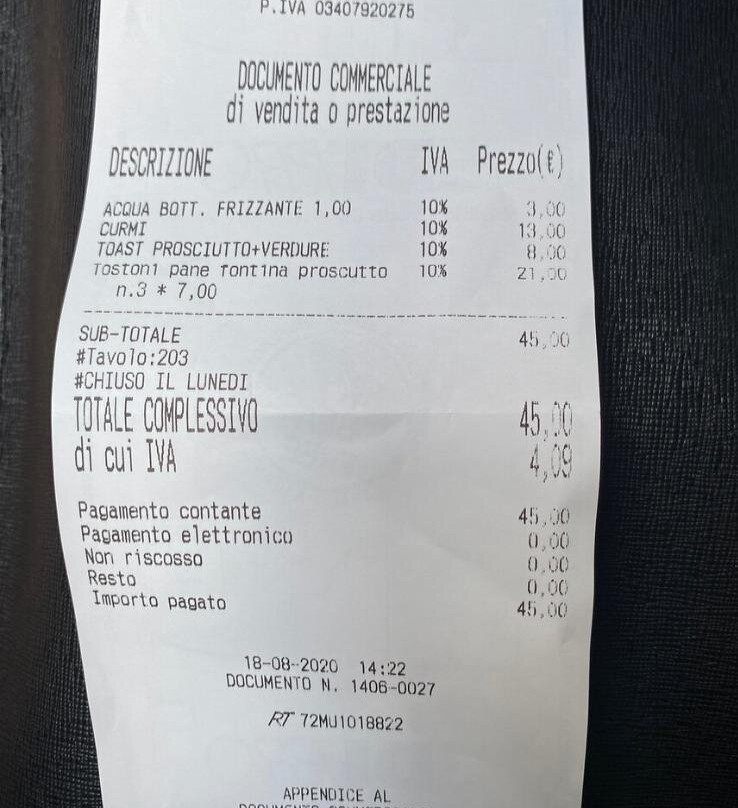 P.IVA 03407920275
DOCUMENTO COMMERCIALE
di vendita o prestazione
DESCRIZIONE IVA Prezzo(€)
ACQUA BOTT. FRIZZANTE 1,00 10% 3,00
CURMI 10% 13,00
TOAST PROSCIUTTO+VERDURE 10% 8,00
Tostoni pane fontina proscutto 10% 21,00
n.3 * 7,00
SUB-TOTALE 45,00
#Tavolo:203
#CHIUSO IL LUNEDI
TOTALE COMPLESSIVO 45,00
di cui IVA 4,09
Pagamento contante 45,00
Pagamento elettronico 0,00
Non riscosso 0,00
Resto 0,00
Importo pagato 45,00
18-08-2020 14:22
DOCUMENTO N. 1406-0027
RT 72MU1018822
APPENDICE AL